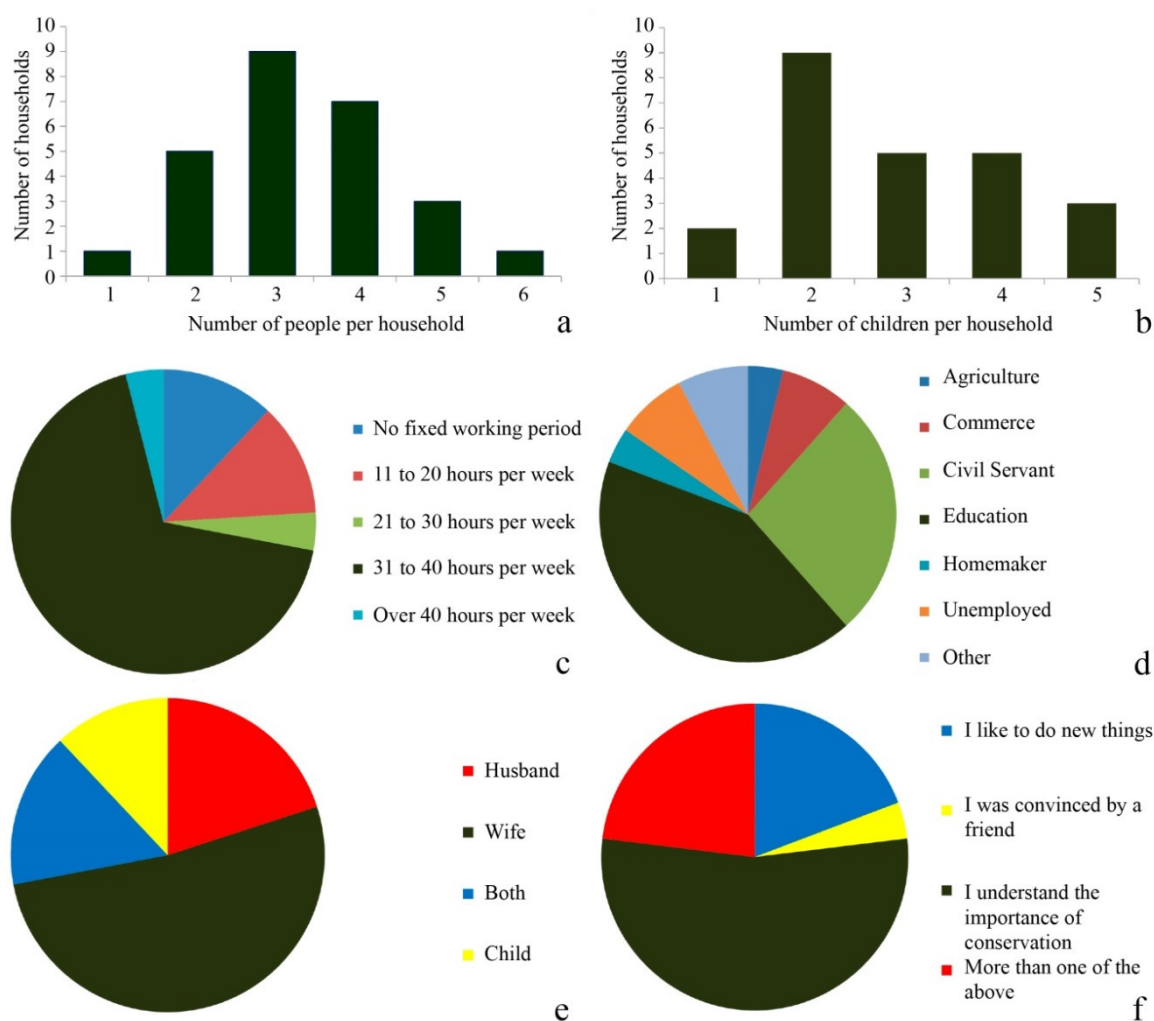 10
9
8
7
6
5
4
3
2
1
0
Number of households
1 2 3 4 5 6
Number of people per household
a
10
9
8
7
6
5
4
3
2
1
0
Number of households
1 2 3 4 5
Number of children per household
b
No fixed working period
11 to 20 hours per week
21 to 30 hours per week
31 to 40 hours per week
Over 40 hours per week
c
Agriculture
Commerce
Civil Servant
Education
Homemaker
Unemployed
Other
d
Husband
Wife
Both
Child
e
I like to do new things
I was convinced by a
friend
I understand the
importance of
conservation
More than one of the
above
f